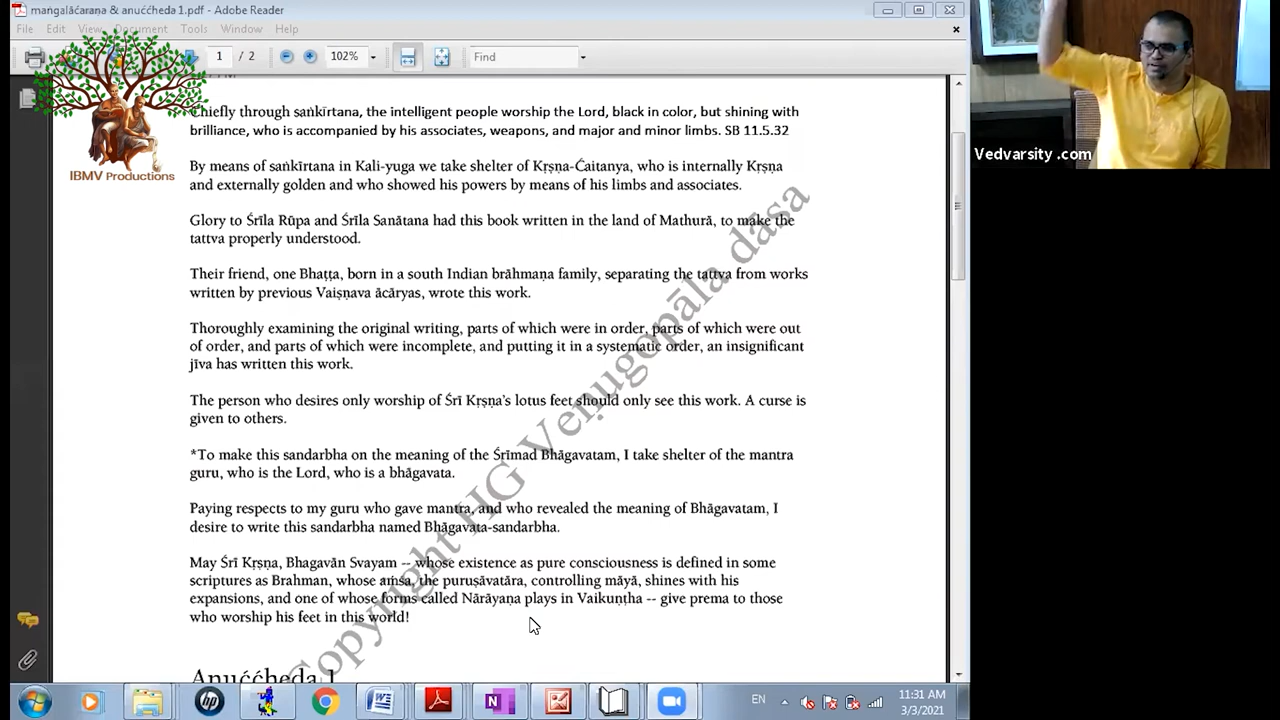 maṅgalāćaraṇa & anuććheda 1.pdf - Adobe Reader
File Edit View Document Tools Window Help
1 / 2 102% Find
Chiefly through saṅkīrtana, the intelligent people worship the Lord, black in color, but shining with
brilliance, who is accompanied by his associates, weapons, and major and minor limbs. SB 11.5.32
By means of saṅkīrtana in Kali-yuga we take shelter of Kṛṣṇa-Ćaitanya, who is internally Kṛṣṇa
and externally golden and who showed his powers by means of his limbs and associates.
Glory to Śrīla Rūpa and Śrīla Sanātana had this book written in the land of Mathurā, to make the
tattva properly understood.
Their friend, one Bhaṭṭa, born in a south Indian brāhmaṇa family, separating the tattva from works
written by previous Vaiṣṇava ācāryas, wrote this work.
Thoroughly examining the original writing, parts of which were in order, parts of which were out
of order, and parts of which were incomplete, and putting it in a systematic order, an insignificant
jīva has written this work.
The person who desires only worship of Śrī Kṛṣṇa's lotus feet should only see this work. A curse is
given to others.
*To make this sandarbha on the meaning of the Śrīmad Bhāgavatam, I take shelter of the mantra
guru, who is the Lord, who is a bhāgavata.
Paying respects to my guru who gave mantra, and who revealed the meaning of Bhāgavatam, I
desire to write this sandarbha named Bhāgavata-sandarbha.
May Śrī Kṛṣṇa, Bhagavān Svayam -- whose existence as pure consciousness is defined in some
scriptures as Brahman, whose aṁsa, the puruṣāvatāra, controlling māyā, shines with his
expansions, and one of whose forms called Nārāyaṇa plays in Vaikuṇṭha -- give prema to those
who worship his feet in this world!
Anuććheda 1
Copyright HG Veṇugopāla dāsa
IBMV Productions
Vedvarsity .com
EN
11:31 AM
3/3/2021